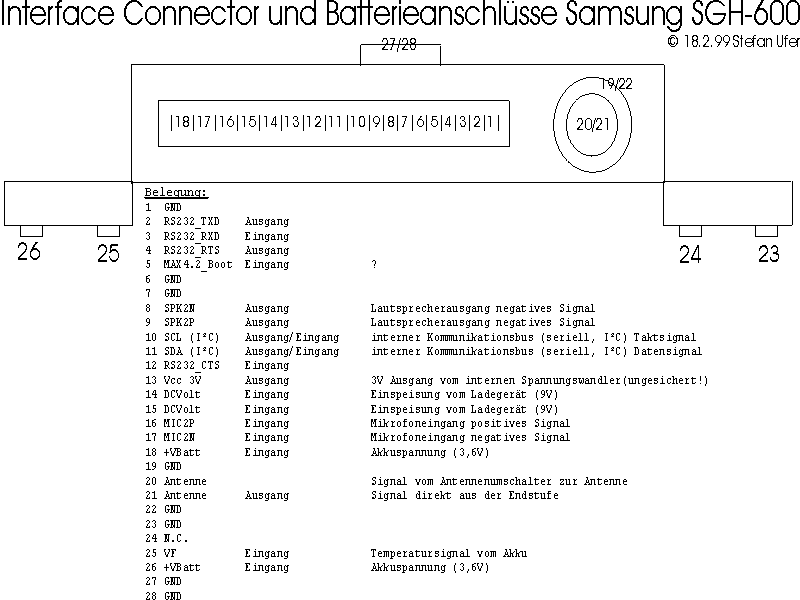 Interface Connector und Batterieanschlüsse Samsung SGH-600
© 18.2.99 Stefan Ufer
27/28
19/22
|18|17|16|15|14|13|12|11|10|9|8|7|6|5|4|3|2|1|
20/21
26 25 24 23
Belegung:
1 GND
2 RS232_TXD Ausgang
3 RS232_RXD Eingang
4 RS232_RTS Ausgang
5 MAX4.2_Boot Eingang ?
6 GND
7 GND
8 SPK2N Ausgang Lautsprecherausgang negatives Signal
9 SPK2P Ausgang Lautsprecherausgang negatives Signal
10 SCL (I²C) Ausgang/Eingang interner Kommunikationsbus (seriell, I²C) Taktsignal
11 SDA (I²C) Ausgang/Eingang interner Kommunikationsbus (seriell, I²C) Datensignal
12 RS232_CTS Eingang
13 Vcc 3V Ausgang 3V Ausgang vom internen Spannungswandler(ungesichert!)
14 DCVolt Eingang Einspeisung vom Ladegerät (9V)
15 DCVolt Eingang Einspeisung vom Ladegerät (9V)
16 MIC2P Eingang Mikrofoneingang positives Signal
17 MIC2N Eingang Mikrofoneingang negatives Signal
18 +VBatt Eingang Akkuspannung (3,6V)
19 GND
20 Antenne Signal vom Antennenumschalter zur Antenne
21 Antenne Ausgang Signal direkt aus der Endstufe
22 GND
23 GND
24 N.C.
25 VF Eingang Temperatursignal vom Akku
26 +VBatt Eingang Akkuspannung (3,6V)
27 GND
28 GND